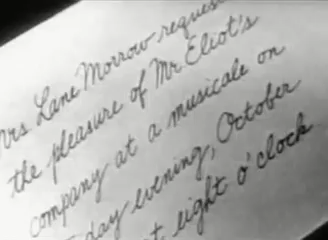 Mrs Lane Morrow requests
the pleasure of Mr. Eliot's
company at a musicale on
day evening, October
t eight o'clock